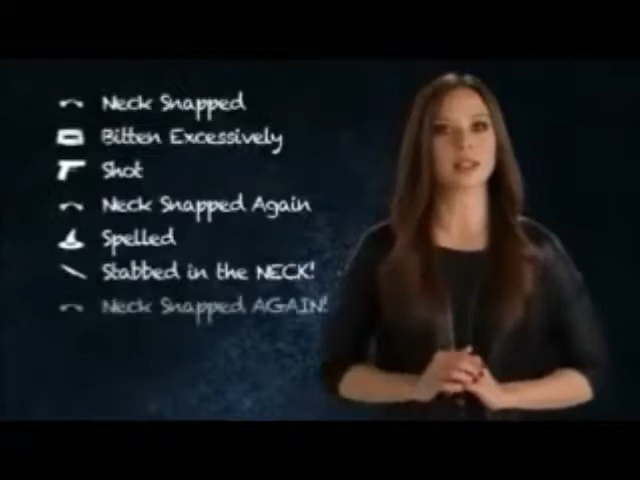 Neck Snapped
Bitten Excessively
Shot
Neck Snapped Again
Spelled
Stabbed in the NECK!
Neck Snapped AGAIN!